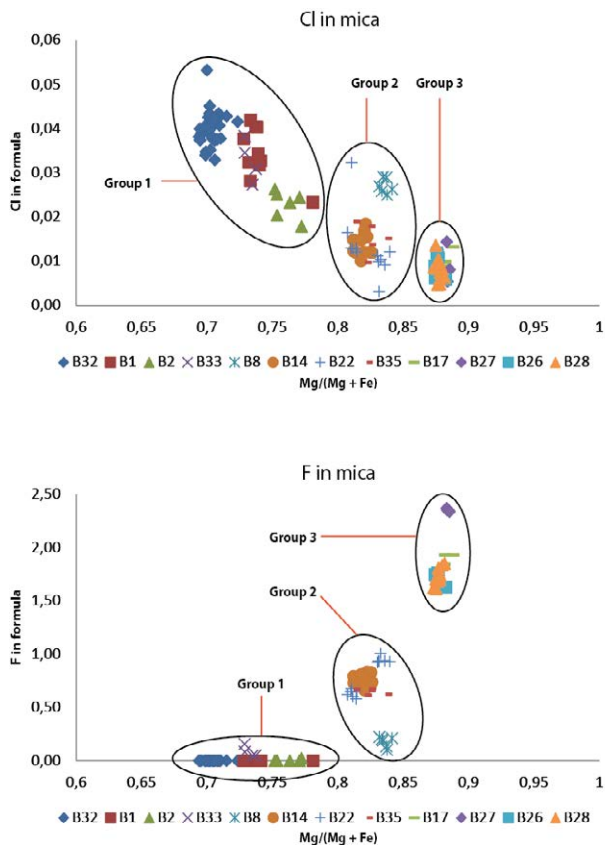 Cl in mica
0,06
0,05
0,04
0,03
0,02
0,01
0,00
Cl in formula
Group 1
Group 2
Group 3
0,6 0,65 0,7 0,75 0,8 0,85 0,9 0,95 1
B32 B1 B2 B33 B8 B14 B22 B35 B17 B27 B26 B28
Mg/(Mg + Fe)
F in mica
2,50
2,00
1,50
1,00
0,50
0,00
F in formula
Group 3
Group 2
Group 1
0,6 0,65 0,7 0,75 0,8 0,85 0,9 0,95 1
B32 B1 B2 B33 B8 B14 B22 B35 B17 B27 B26 B28
Mg/(Mg + Fe)